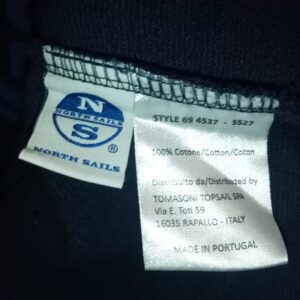 N
NORTH SAILS
S
®
NORTH SAILS
STYLE 69 4537 - SS27
100% Cotone/Cotton/Coton
Distribuito da/Distributed by
TOMASONI TOPSAIL SPA
Via E. Toti 59
16035 RAPALLO - ITALY
MADE IN PORTUGAL